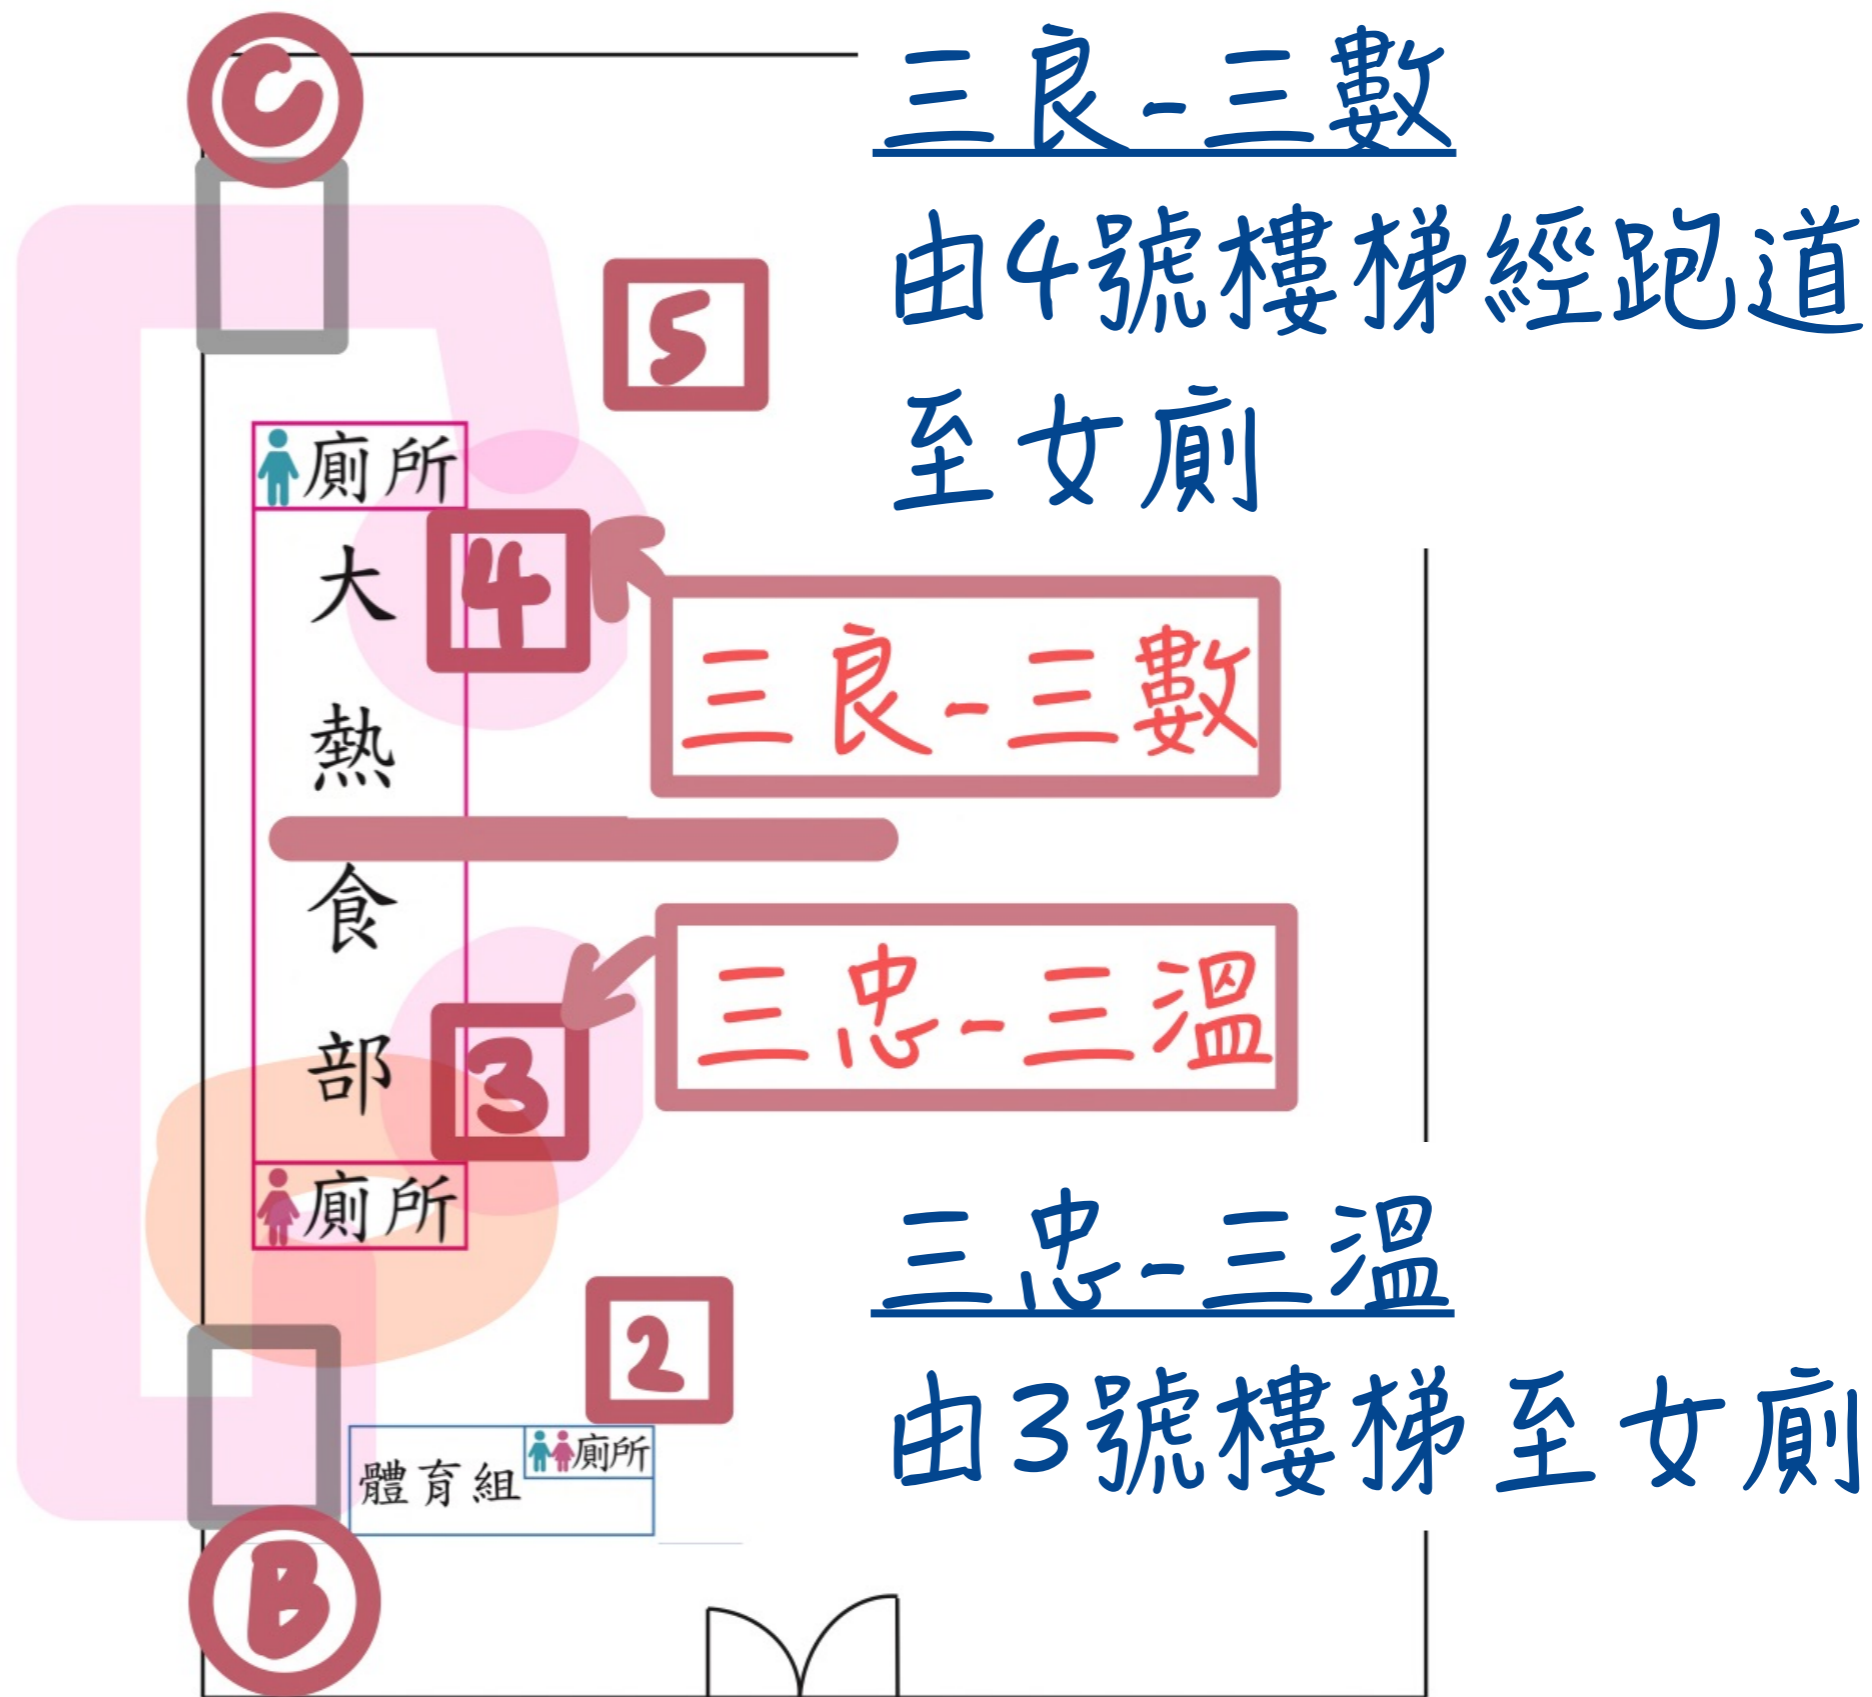 C
三良-三數
由4號樓梯經跑道
至女廁
5
廁所
4
大熱食部
三良-三數
三忠-三溫
3
廁所
三忠-三溫
由3號樓梯至女廁
2
廁所
體育組
B